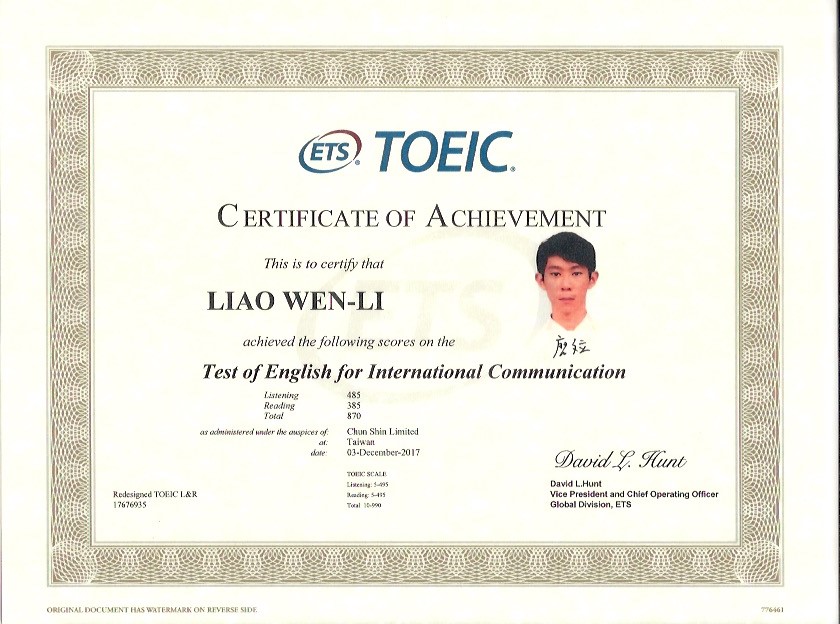 ETS® TOEIC®
CERTIFICATE OF ACHIEVEMENT
This is to certify that
LIAO WEN-LI
achieved the following scores on the
Test of English for International Communication
Listening 485
Reading 385
Total 870
as administered under the auspices of: Chun Shin Limited
at: Taiwan
date: 03-December-2017
TOEIC SCALE
Listening: 5-495
Reading: 5-495
Total 10-990
Redesigned TOEIC L&R
17676935
David L. Hunt
David L.Hunt
Vice President and Chief Operating Officer
Global Division, ETS
ORIGINAL DOCUMENT HAS WATERMARK ON REVERSE SIDE
776461